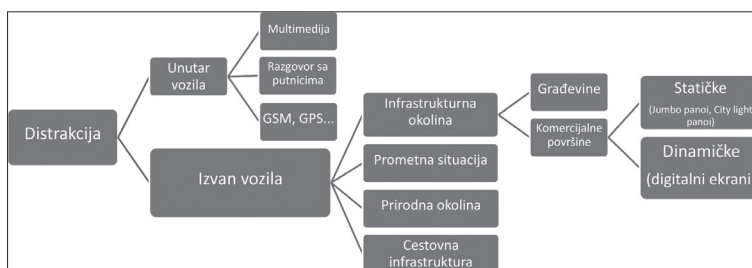 Distrakcija
Unutar
vozila
Multimedija
Razgovor sa
putnicima
GSM, GPS...
Izvan vozila
Infrastrukturna
okolina
Građevine
Komercijalne
površine
Statičke
(Jumbo panoi, City light
panoi)
Dinamičke
(digitalni ekrani
Prometna situacija
Prirodna okolina
Cestovna
infrastruktura